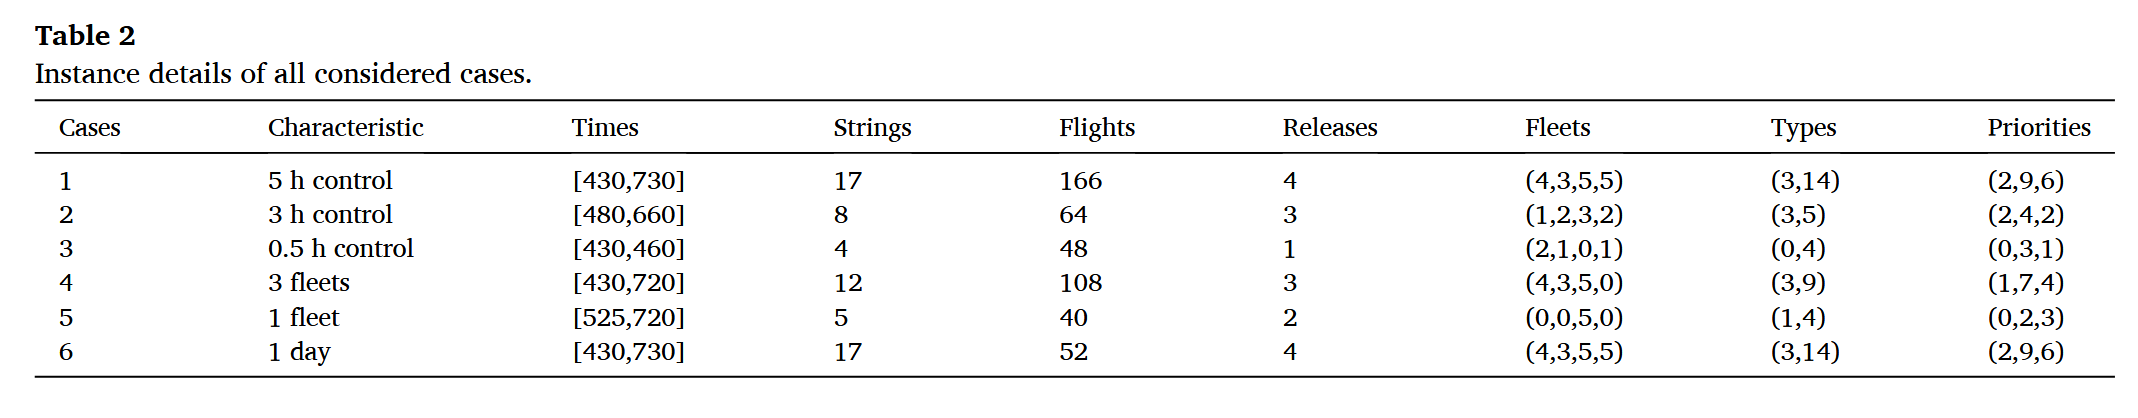 Table 2
Instance details of all considered cases.
Cases Characteristic Times Strings Flights Releases Fleets Types Priorities
1 5 h control [430,730] 17 166 4 (4,3,5,5) (3,14) (2,9,6)
2 3 h control [480,660] 8 64 3 (1,2,3,2) (3,5) (2,4,2)
3 0.5 h control [430,460] 4 48 1 (2,1,0,1) (0,4) (0,3,1)
4 3 fleets [430,720] 12 108 3 (4,3,5,0) (3,9) (1,7,4)
5 1 fleet [525,720] 5 40 2 (0,0,5,0) (1,4) (0,2,3)
6 1 day [430,730] 17 52 4 (4,3,5,5) (3,14) (2,9,6)